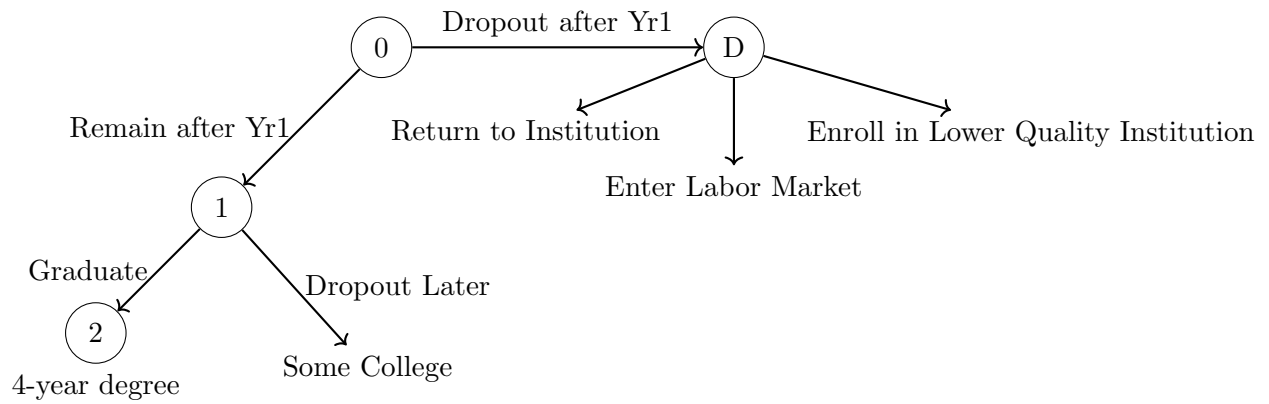 Dropout after Yr1
0
D
Remain after Yr1
Return to Institution
Enroll in Lower Quality Institution
Enter Labor Market
1
Graduate
Dropout Later
2
Some College
4-year degree